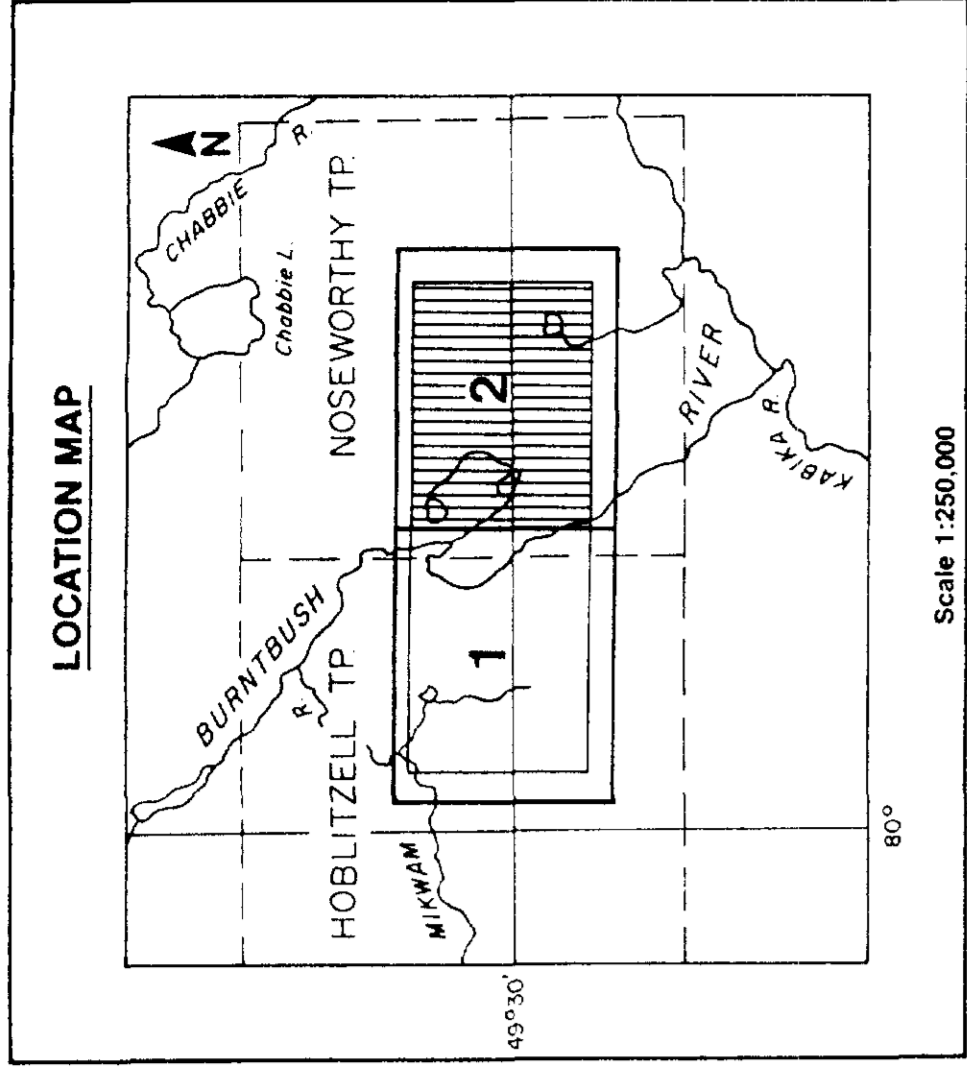 LOCATION MAP
N
CHABBIE
R.
Chabbie L.
BURNTBUSH
R.
HOBLITZELL TP.
NOSEWORTHY TP.
MIKWAM
1
2
49°30'
RIVER
KABIKA R.
80°
Scale 1:250,000